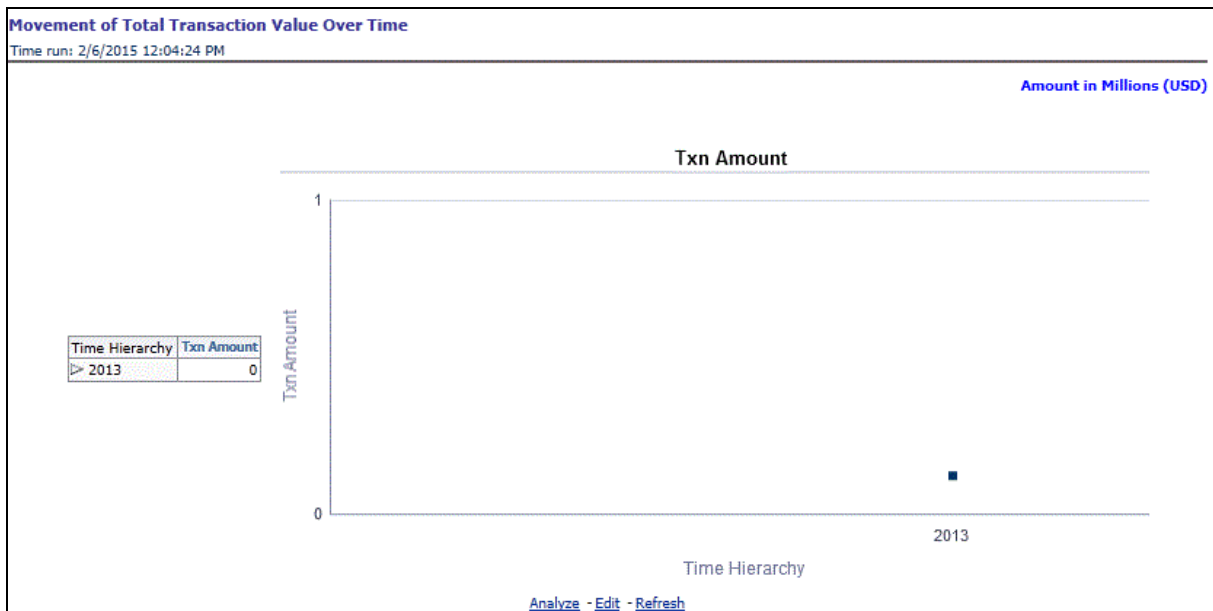 Movement of Total Transaction Value Over Time
Time run: 2/6/2015 12:04:24 PM
Amount in Millions (USD)
Txn Amount
1
Txn Amount
Time Hierarchy Txn Amount
2013 0
0
2013
Time Hierarchy
Analyze - Edit - Refresh